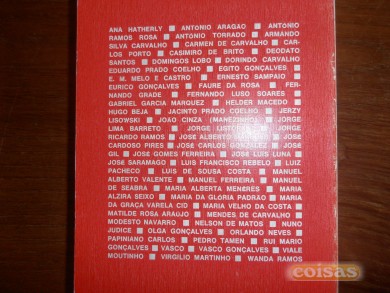 ANA HATHERLY ■ ANTÓNIO ARAGÃO ■ ANTÓNIO
RAMOS ROSA ■ ANTÓNIO TORRADO ■ ARMANDO
SILVA CARVALHO ■ CARMEN DE CARVALHO ■ CAR-
LOS PORTO ■ CASIMIRO DE BRITO ■ DEODATO
SANTOS ■ DOMINGOS LOBO ■ DORINDO CARVALHO
EDUARDO PRADO COELHO ■ EGITO GONÇALVES ■
E. M. MELO E CASTRO ■ ERNESTO SAMPAIO ■
EURICO GONÇALVES ■ FAURE DA ROSA ■ FER-
NANDO GRADE ■ FERNANDO LUSO SOARES ■
GABRIEL GARCIA MARQUEZ ■ HELDER MACEDO ■
HUGO BEJA ■ JACINTO PRADO COELHO ■ JERZY
LISOWSKI ■ JOÃO CINZA (MANEZINHO) ■ JORGE
LIMA BARRETO ■ JORGE LISTOPAD ■ JORGE
RICARDO RAMOS ■ JOSÉ ALBERTO MARQUES ■ JOSÉ
CARDOSO PIRES ■ JOSÉ CARLOS GONZALEZ ■ JOSÉ
GIL ■ JOSÉ GOMES FERREIRA ■ JOSÉ LUIS LUNA ■
JOSÉ SARAMAGO ■ LUIS FRANCISCO REBELO ■ LUIZ
PACHECO ■ LUIS DE SOUSA COSTA ■ MANUEL
ALBERTO VALENTE ■ MANUEL FERREIRA ■ MANUEL
DE SEABRA ■ MARIA ALBERTA MENÉRES ■ MARIA
ALZIRA SEIXO ■ MARIA DA GLÓRIA PADRÃO ■ MARIA
DA GRAÇA VARELA CID ■ MARIA VELHO DA COSTA ■
MATILDE ROSA ARAÚJO ■ MENDES DE CARVALHO ■
MODESTO NAVARRO ■ NELSON DE MATOS ■ NUNO
JÚDICE ■ OLGA GONÇALVES ■ ORLANDO NEVES ■
PAPINIANO CARLOS ■ PEDRO TAMEN ■ RUI MÁRIO
GONÇALVES ■ VASCO ■ VASCO GONÇALVES ■ VIALE
MOUTINHO ■ VIRGILIO MARTINHO ■ WANDA RAMOS
coisas